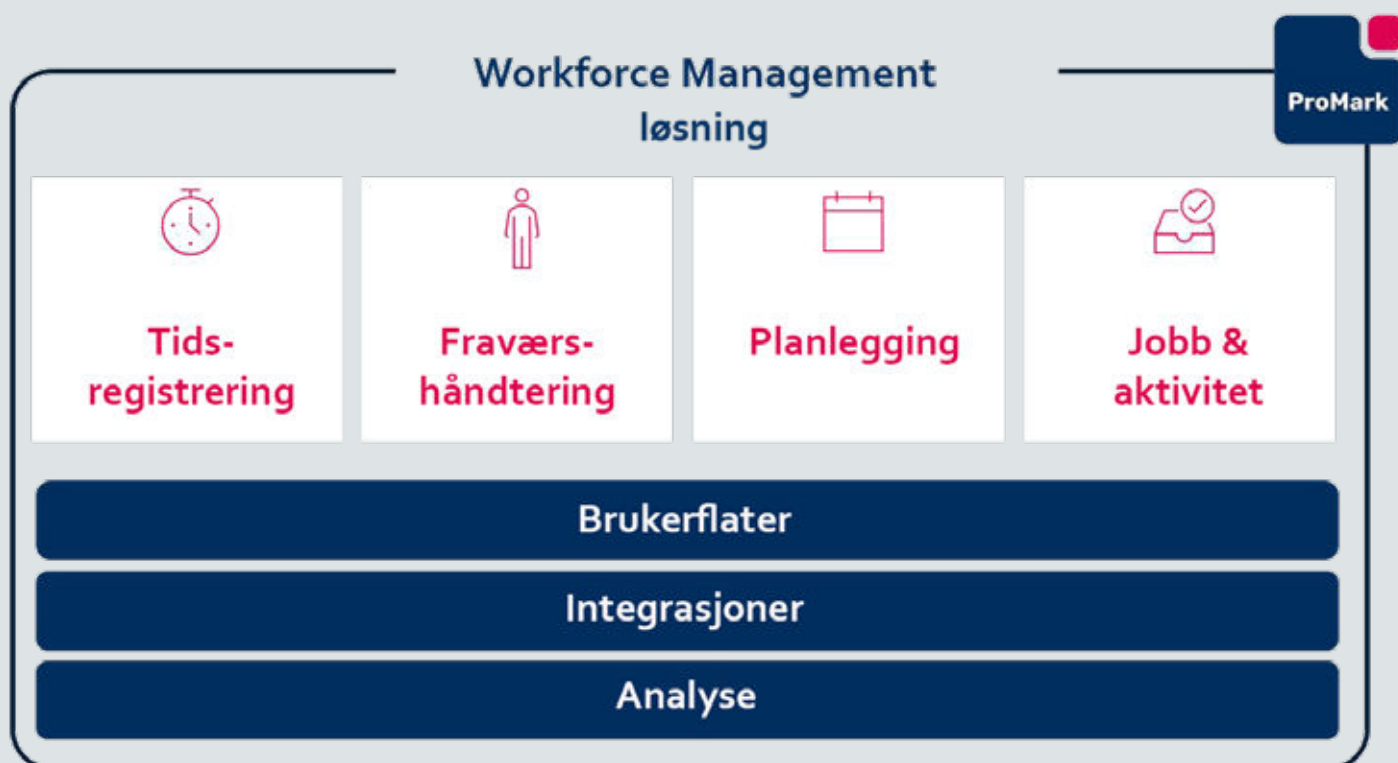 Workforce Management
løsning
ProMark
Tids-
registrering
Fraværs-
håndtering
Planlegging
Jobb &
aktivitet
Brukerflater
Integrasjoner
Analyse